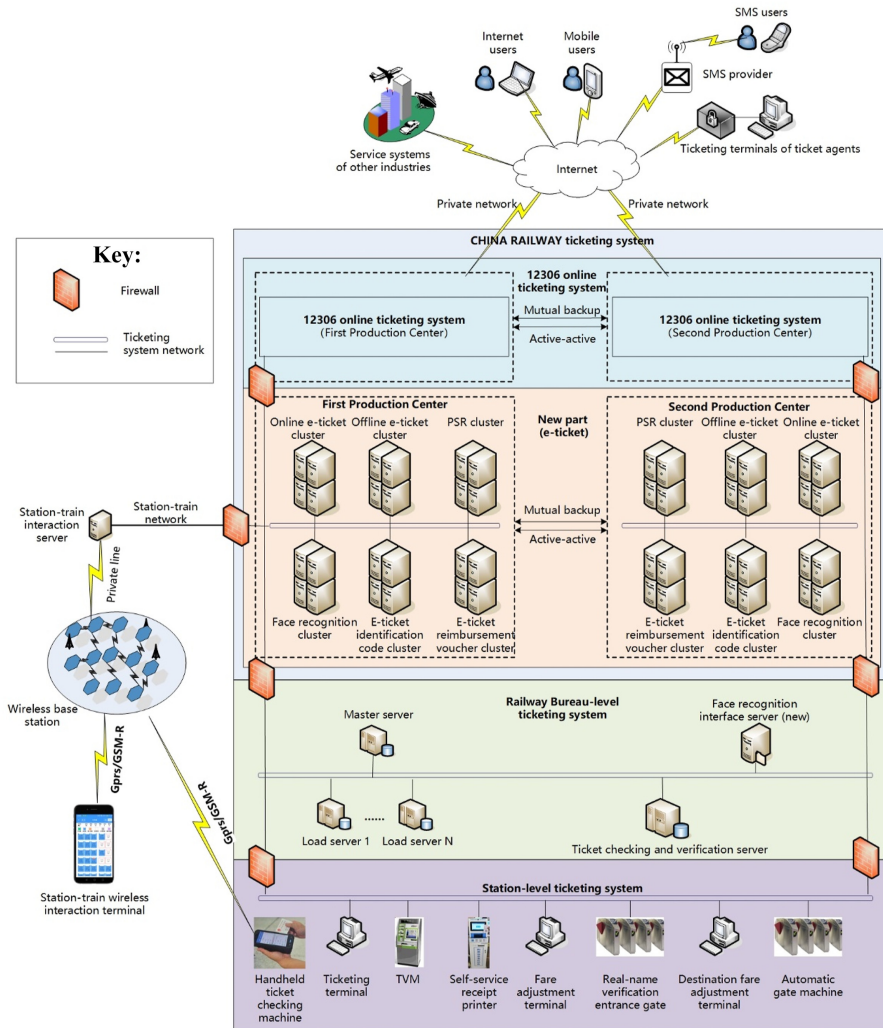 SMS users
Internet
users
Mobile
users
SMS provider
Service systems
of other industries
Internet
Ticketing terminals of ticket agents
Private network
Private network
Key:
Firewall
Ticketing
system network
CHINA RAILWAY ticketing system
12306 online
ticketing system
12306 online ticketing system
(First Production Center)
Mutual backup
Active-active
12306 online ticketing system
(Second Production Center)
First Production Center
New part
(e-ticket)
Second Production Center
Online e-ticket
cluster
Offline e-ticket
cluster
PSR cluster
PSR cluster
Offline e-ticket
cluster
Online e-ticket
cluster
Mutual backup
Active-active
Face recognition
cluster
E-ticket
identification
code cluster
E-ticket
reimbursement
voucher cluster
E-ticket
reimbursement
voucher cluster
E-ticket
identification
code cluster
Face recognition
cluster
Station-train
interaction
server
Station-train
network
Private line
Wireless base
station
Gprs/GSM-R
Gprs/GSM-R
Station-train wireless
interaction terminal
Railway Bureau-level
ticketing system
Master server
Face recognition
interface server (new)
Load server 1
......
Load server N
Ticket checking and verification server
Station-level ticketing system
Handheld
ticket
checking
machine
Ticketing
terminal
TVM
Self-service
receipt
printer
Fare
adjustment
terminal
Real-name
verification
entrance gate
Destination fare
adjustment
terminal
Automatic
gate machine